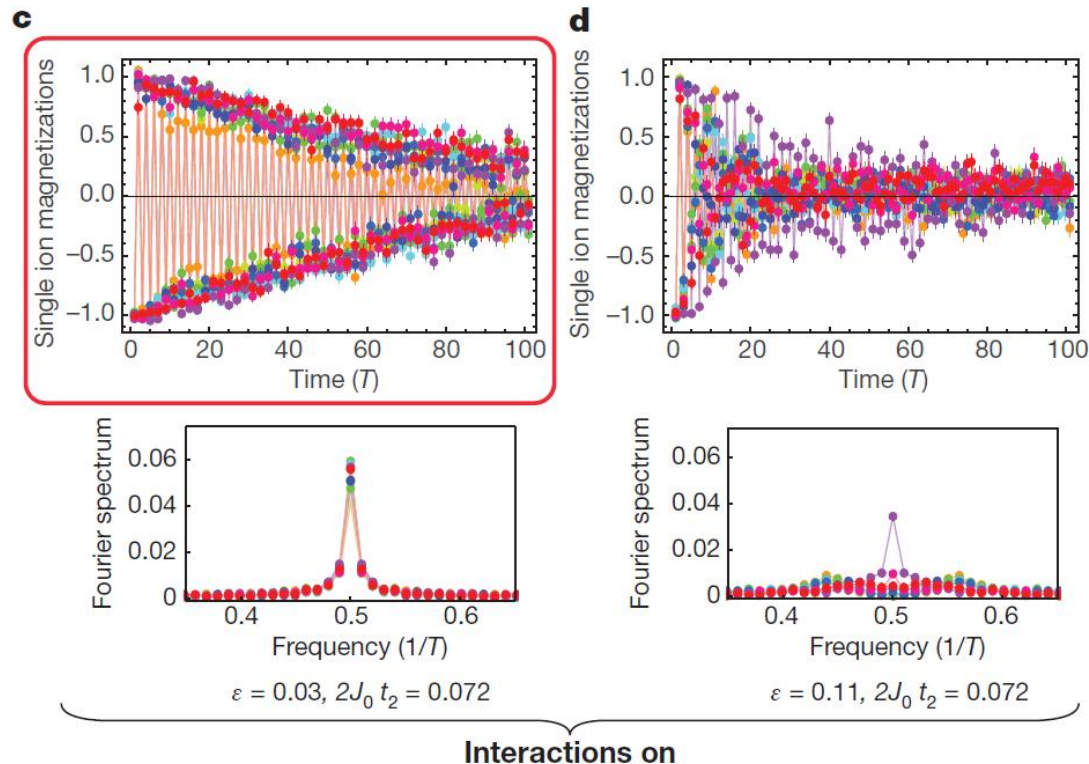 c
Single ion magnetizations
1.0
0.5
0.0
−0.5
−1.0
0 20 40 60 80 100
Time (T)
d
Single ion magnetizations
1.0
0.5
0.0
−0.5
−1.0
0 20 40 60 80 100
Time (T)
Fourier spectrum
0.06
0.04
0.02
0
0.4 0.5 0.6
Frequency (1/T)
Fourier spectrum
0.06
0.04
0.02
0
0.4 0.5 0.6
Frequency (1/T)
ε = 0.03, 2J₀ t₂ = 0.072
ε = 0.11, 2J₀ t₂ = 0.072
Interactions on